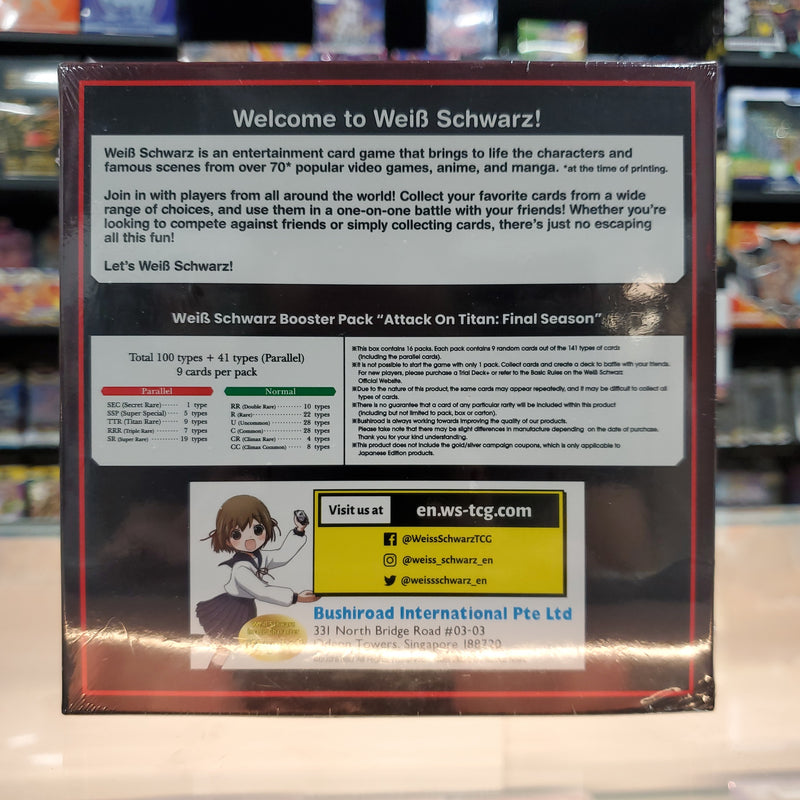 Welcome to Weiß Schwarz!
Weiß Schwarz is an entertainment card game that brings to life the characters and
famous scenes from over 70* popular video games, anime, and manga. *at the time of printing.
Join in with players from all around the world! Collect your favorite cards from a wide
range of choices, and use them in a one-on-one battle with your friends! Whether you're
looking to compete against friends or simply collecting cards, there's just no escaping
all this fun!
Let's Weiß Schwarz!
Weiß Schwarz Booster Pack "Attack On Titan: Final Season"
Total 100 types + 41 types (Parallel)
9 cards per pack
Parallel
SEC (Secret Rare) ········ 1 type
SSP (Super Special) ····· 5 types
TTR (Titan Rare) ········ 9 types
RRR (Triple Rare) ······· 7 types
SR (Super Rare) ········· 19 types
Normal
RR (Double Rare) ········ 10 types
R (Rare) ················ 22 types
U (Uncommon) ············ 28 types
C (Common) ·············· 28 types
CR (Climax Rare) ········ 4 types
CC (Climax Common) ······ 8 types
※This box contains 16 packs. Each pack contains 9 random cards out of the 141 types of cards
(including the parallel cards).
※It is not possible to start the game with only 1 pack. Collect cards and create a deck to battle with your friends.
For new players, please purchase a Trial Deck+ or refer to the Basic Rules on the Weiß Schwarz
Official Website.
※Due to the nature of this product, the same cards may appear repeatedly, and it may be difficult to collect all
types of cards.
※There is no guarantee that a card of any particular rarity will be included within this product
(including but not limited to pack, box or carton).
※Bushiroad is always working towards improving the quality of our products.
Please take note that there may be slight differences in manufacture depending on the date of purchase.
Thank you for your kind understanding.
※This product does not include the gold/silver campaign coupons, which is only applicable to
Japanese Edition products.
Visit us at en.ws-tcg.com
@WeissSchwarzTCG
@weiss_schwarz_en
@weissschwarz_en
Bushiroad International Pte Ltd
331 North Bridge Road #03-03
Odeon Towers, Singapore 188720